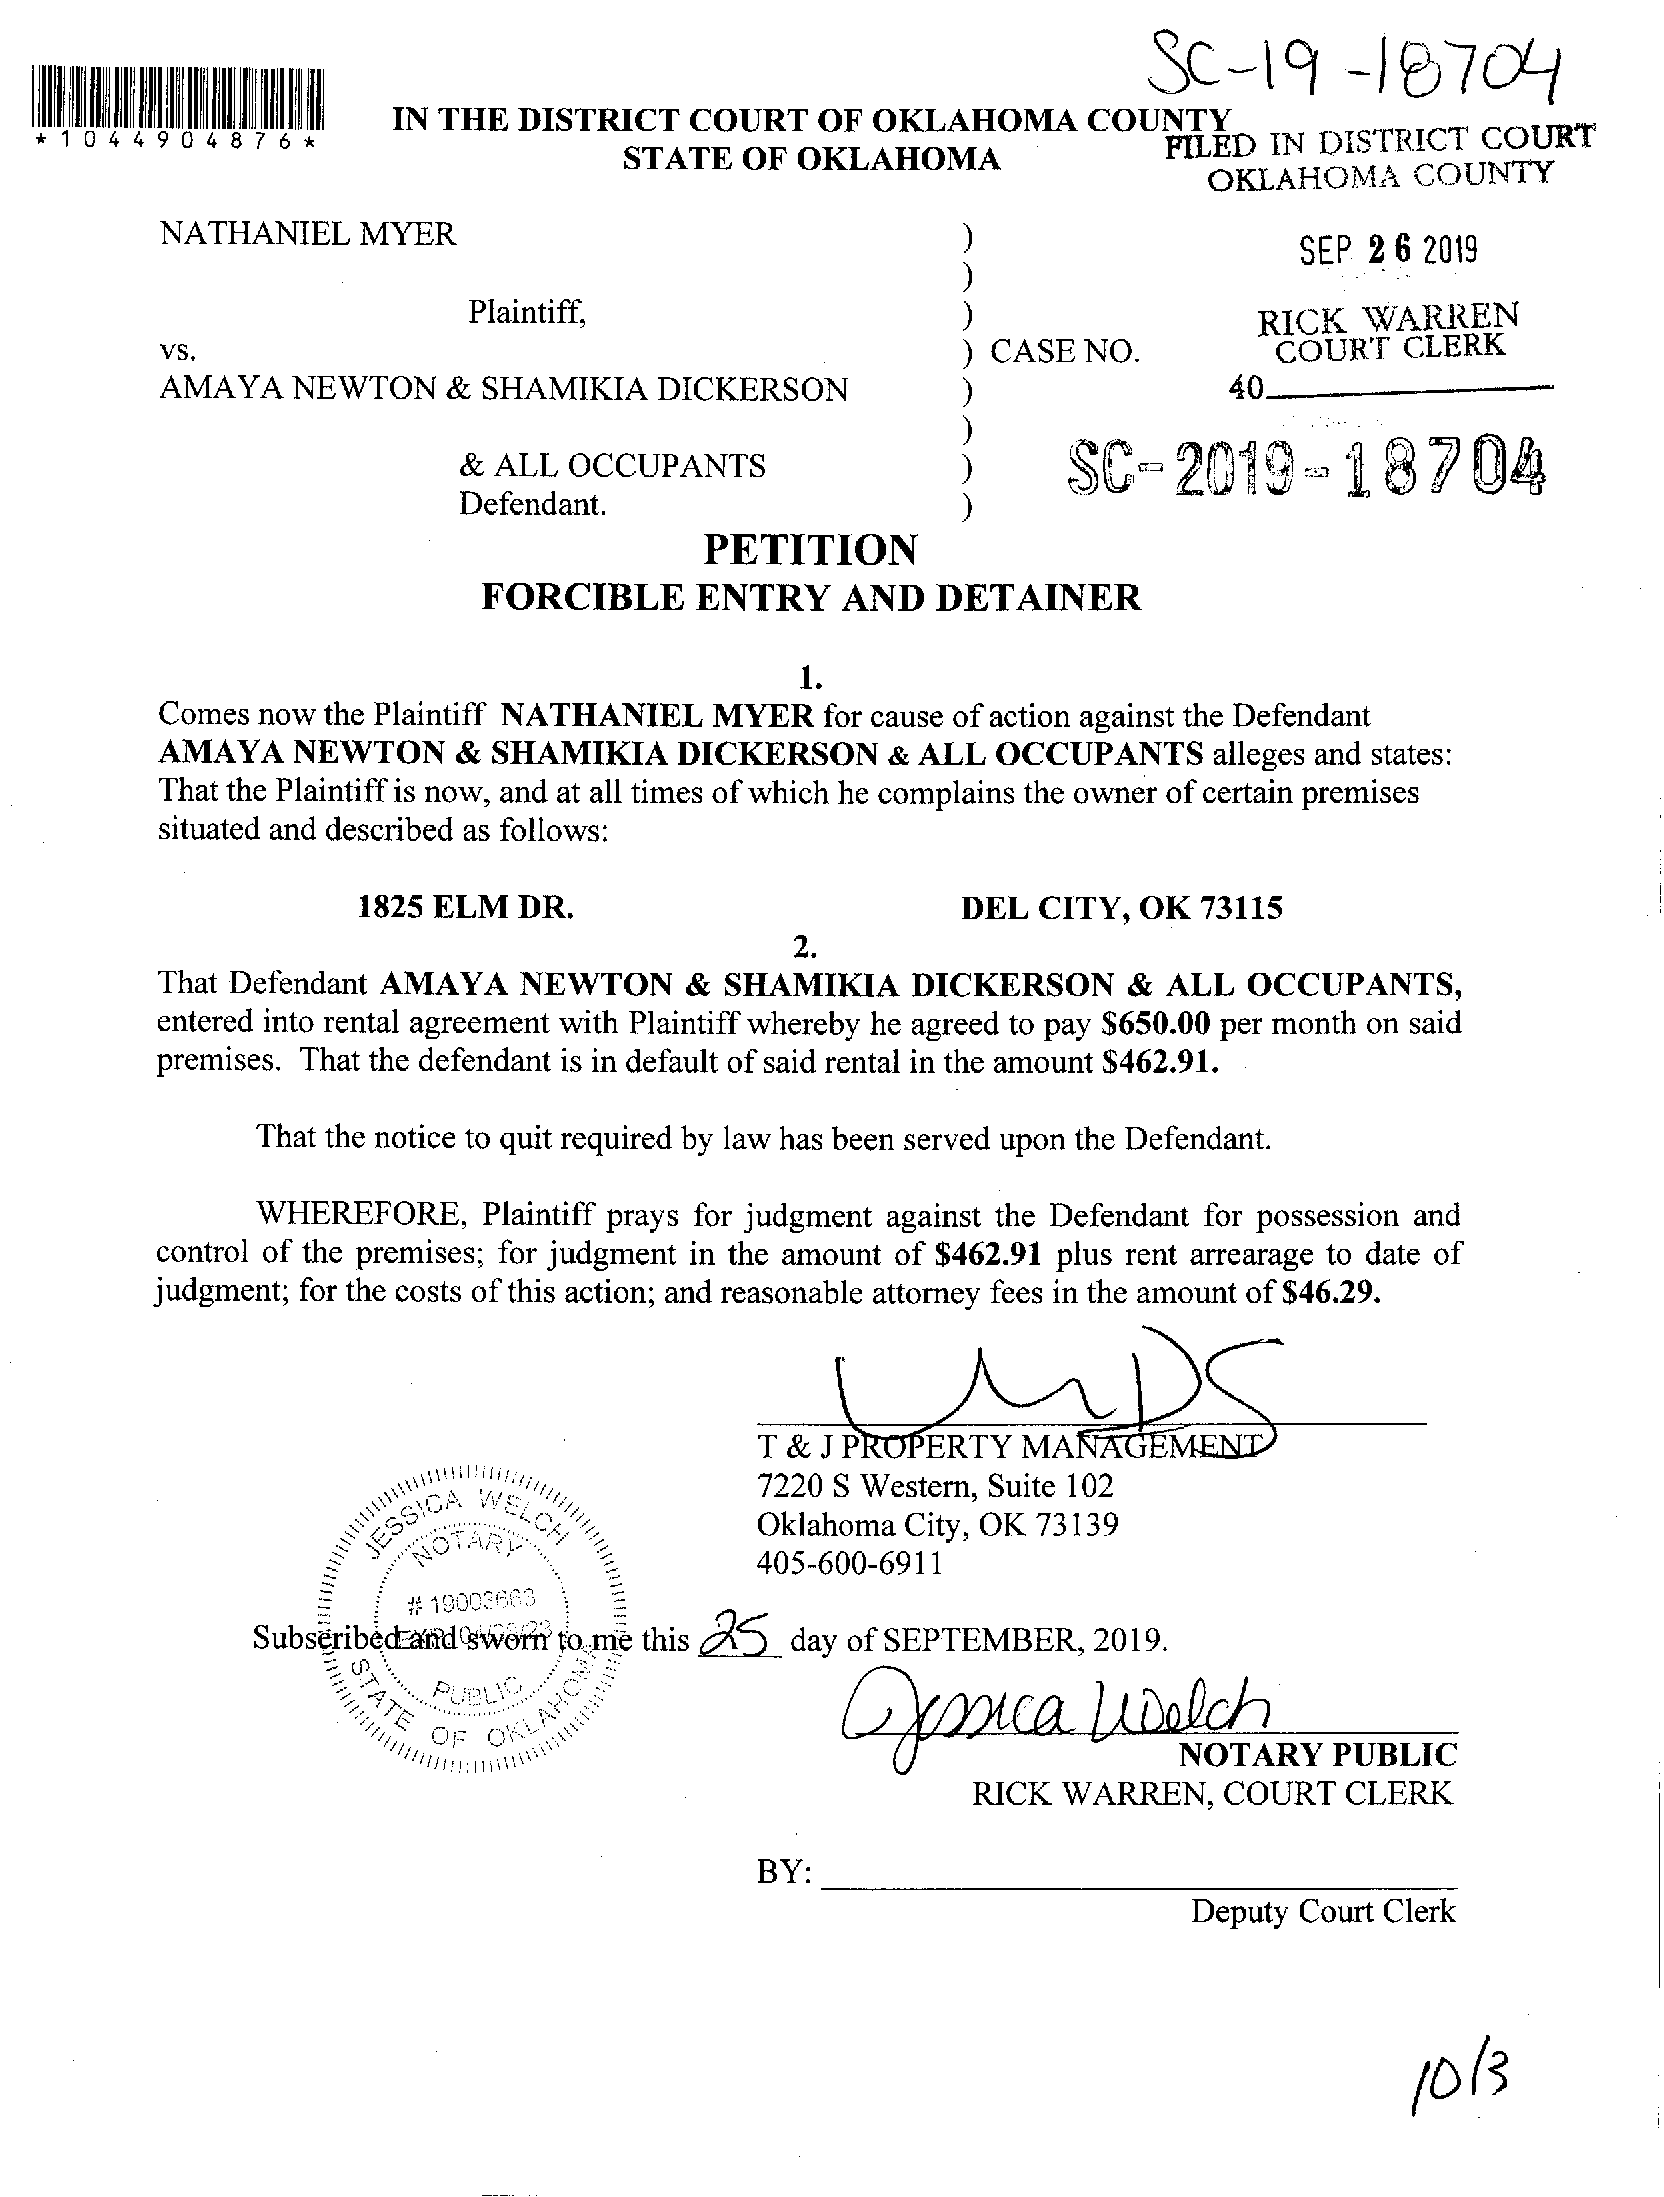 SC-19-18704
*1044904876*
IN THE DISTRICT COURT OF OKLAHOMA COUNTY
STATE OF OKLAHOMA
FILED IN DISTRICT COURT
OKLAHOMA COUNTY
SEP 26 2019
RICK WARREN
COURT CLERK
40
NATHANIEL MYER )
)
Plaintiff, )
vs. ) CASE NO.
AMAYA NEWTON & SHAMIKIA DICKERSON )
)
& ALL OCCUPANTS )
Defendant. )
SC-2019-18704
PETITION
FORCIBLE ENTRY AND DETAINER
1.
Comes now the Plaintiff NATHANIEL MYER for cause of action against the Defendant
AMAYA NEWTON & SHAMIKIA DICKERSON & ALL OCCUPANTS alleges and states:
That the Plaintiff is now, and at all times of which he complains the owner of certain premises
situated and described as follows:
1825 ELM DR. DEL CITY, OK 73115
2.
That Defendant AMAYA NEWTON & SHAMIKIA DICKERSON & ALL OCCUPANTS,
entered into rental agreement with Plaintiff whereby he agreed to pay $650.00 per month on said
premises. That the defendant is in default of said rental in the amount $462.91.
That the notice to quit required by law has been served upon the Defendant.
WHEREFORE, Plaintiff prays for judgment against the Defendant for possession and
control of the premises; for judgment in the amount of $462.91 plus rent arrearage to date of
judgment; for the costs of this action; and reasonable attorney fees in the amount of $46.29.
T & J PROPERTY MANAGEMENT
7220 S Western, Suite 102
Oklahoma City, OK 73139
405-600-6911
JESSICA WELCH
NOTARY
# 19003663
PUBLIC
STATE OF OKLAHOMA
Subscribed and sworn to me this 25 day of SEPTEMBER, 2019.
Jessica Welch
NOTARY PUBLIC
RICK WARREN, COURT CLERK
BY:
Deputy Court Clerk
10/3